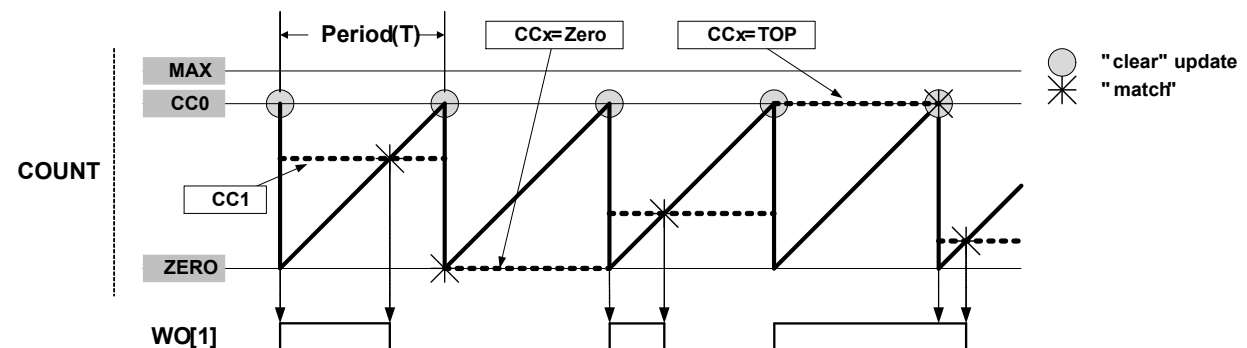 Period(T)
CCx=Zero
CCx=TOP
"clear" update
"match"
MAX
CC0
COUNT
CC1
ZERO
WO[1]